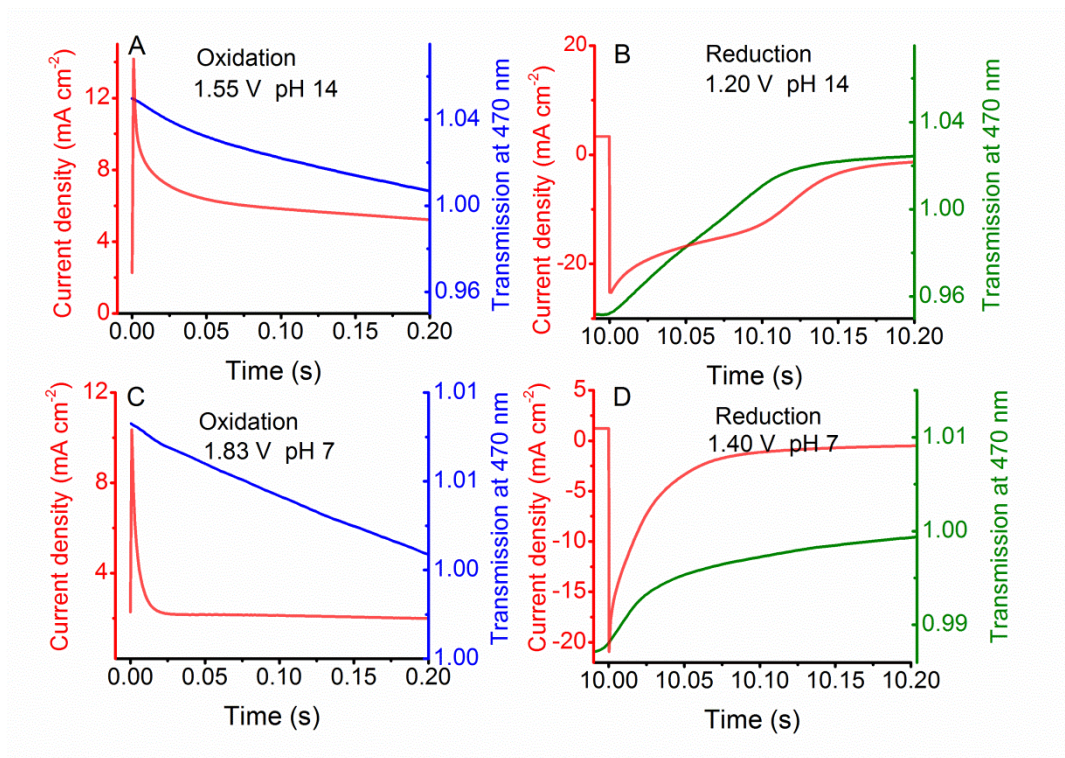 A
Oxidation
1.55 V pH 14
Current density (mA cm-2)
12
8
4
0
1.04
1.00
0.96
Transmission at 470 nm
0.00 0.05 0.10 0.15 0.20
Time (s)
B
Reduction
1.20 V pH 14
Current density (mA cm-2)
20
0
-20
1.04
1.00
0.96
Transmission at 470 nm
10.00 10.05 10.10 10.15 10.20
Time (s)
C
Oxidation
1.83 V pH 7
Current density (mA cm-2)
12
8
4
1.01
1.01
1.00
1.00
Transmission at 470 nm
0.00 0.05 0.10 0.15 0.20
Time (s)
D
Reduction
1.40 V pH 7
Current density (mA cm-2)
5
0
-5
-10
-15
-20
1.01
1.00
0.99
Transmission at 470 nm
10.00 10.05 10.10 10.15 10.20
Time (s)